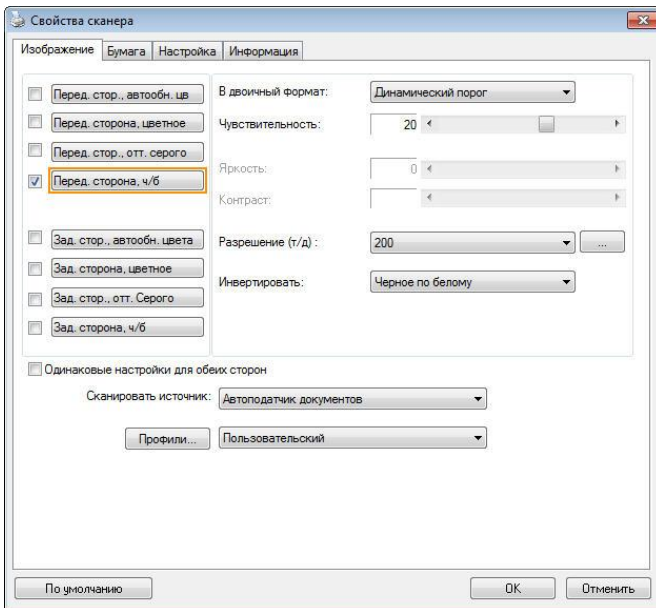 Свойства сканера
Изображение Бумага Настройка Информация
Перед. стор., автообн. цв В двоичный формат: Динамический порог
Перед. сторона, цветное Чувствительность: 20
Перед. стор., отт. серого
Яркость: 0
Перед. сторона, ч/б
Контраст:
Зад. стор., автообн. цвета Разрешение (т/д) : 200 ...
Зад. сторона, цветное
Инвертировать: Черное по белому
Зад. стор., отт. Серого
Зад. сторона, ч/б
Одинаковые настройки для обеих сторон
Сканировать источник: Автоподатчик документов
Профили... Пользовательский
По умолчанию OK Отменить